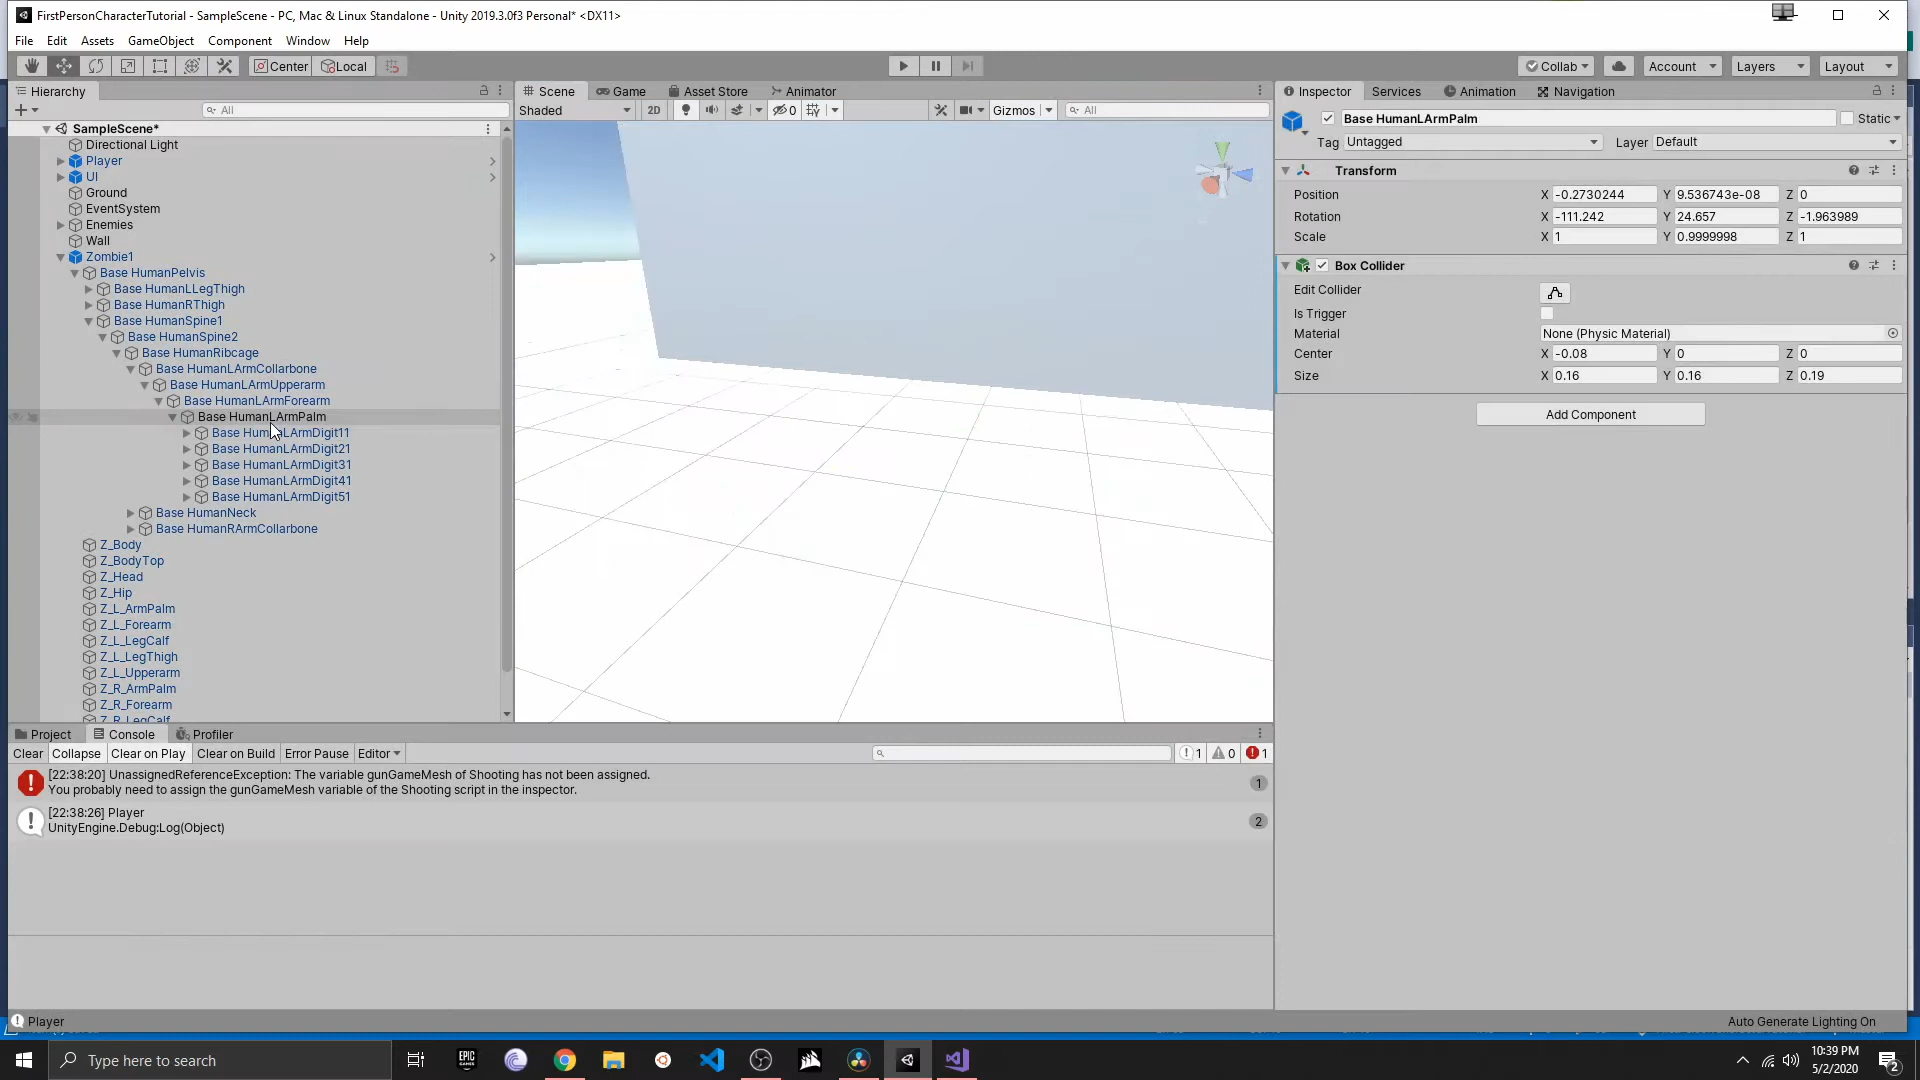 FirstPersonCharacterTutorial - SampleScene - PC, Mac & Linux Standalone - Unity 2019.3.0f3 Personal* <DX11>
File Edit Assets GameObject Component Window Help
Center Local Collab Account Layers Layout
Hierarchy
All
SampleScene*
Directional Light
Player
UI
Ground
EventSystem
Enemies
Wall
Zombie1
Base HumanPelvis
Base HumanLLegThigh
Base HumanRThigh
Base HumanSpine1
Base HumanSpine2
Base HumanRibcage
Base HumanLArmCollarbone
Base HumanLArmUpperarm
Base HumanLArmForearm
Base HumanLArmPalm
Base HumanLArmDigit11
Base HumanLArmDigit21
Base HumanLArmDigit31
Base HumanLArmDigit41
Base HumanLArmDigit51
Base HumanNeck
Base HumanRArmCollarbone
Z_Body
Z_BodyTop
Z_Head
Z_Hip
Z_L_ArmPalm
Z_L_Forearm
Z_L_LegCalf
Z_L_LegThigh
Z_L_Upperarm
Z_R_ArmPalm
Z_R_Forearm
Z_R_LegCalf
Scene Game Asset Store Animator
Shaded 2D 0 Gizmos All
Inspector Services Animation Navigation
Base HumanLArmPalm Static
Tag Untagged Layer Default
Transform
Position X -0.2730244 Y 9.536743e-08 Z 0
Rotation X -111.242 Y 24.657 Z -1.963989
Scale X 1 Y 0.9999998 Z 1
Box Collider
Edit Collider
Is Trigger
Material None (Physic Material)
Center X -0.08 Y 0 Z 0
Size X 0.16 Y 0.16 Z 0.19
Add Component
Project Console Profiler
Clear Collapse Clear on Play Clear on Build Error Pause Editor 1 0 1
[22:38:20] UnassignedReferenceException: The variable gunGameMesh of Shooting has not been assigned.
You probably need to assign the gunGameMesh variable of the Shooting script in the inspector.
1
[22:38:26] Player
UnityEngine.Debug:Log(Object)
2
Player
Auto Generate Lighting On
Type here to search
EPIC GAMES
10:39 PM
5/2/2020
2